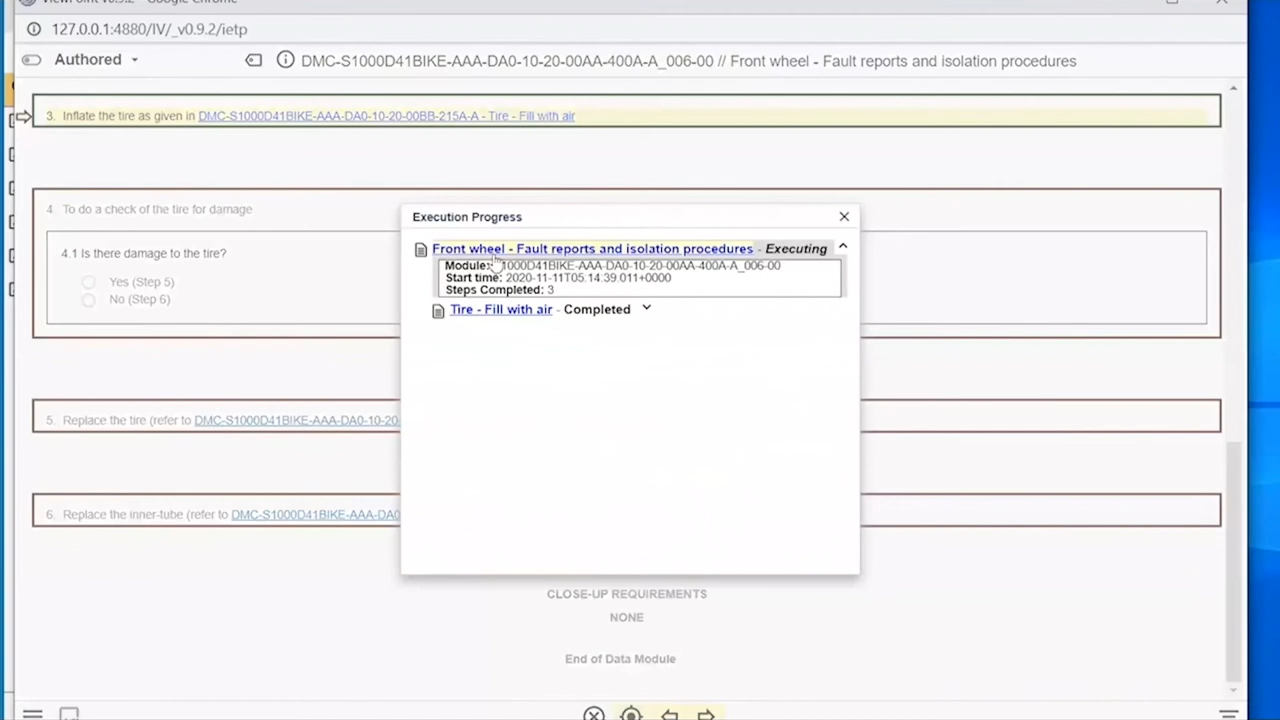 ViewPoint v0.9.2 - Google Chrome
127.0.0.1:4880/IV/_v0.9.2/ietp
Authored
DMC-S1000D41BIKE-AAA-DA0-10-20-00AA-400A-A_006-00 // Front wheel - Fault reports and isolation procedures
3. Inflate the tire as given in DMC-S1000D41BIKE-AAA-DA0-10-20-00BB-215A-A - Tire - Fill with air
4. To do a check of the tire for damage
4.1 Is there damage to the tire?
Yes (Step 5)
No (Step 6)
Execution Progress
Front wheel - Fault reports and isolation procedures - Executing
Module: 1000D41BIKE-AAA-DA0-10-20-00AA-400A-A_006-00
Start time: 2020-11-11T05:14:39.011+0000
Steps Completed: 3
Tire - Fill with air - Completed
5. Replace the tire (refer to DMC-S1000D41BIKE-AAA-DA0-10-20
6. Replace the inner-tube (refer to DMC-S1000D41BIKE-AAA-DA0
CLOSE-UP REQUIREMENTS
NONE
End of Data Module